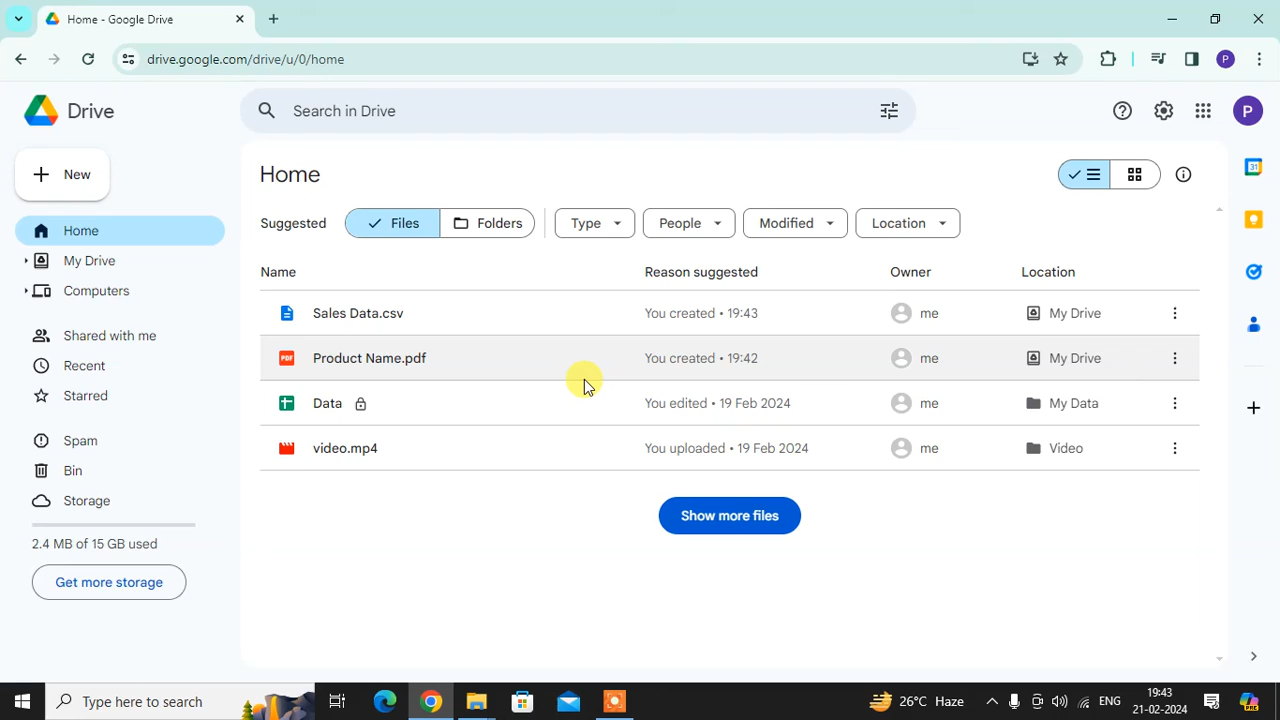 Home - Google Drive
drive.google.com/drive/u/0/home
P
Drive
Search in Drive
P
New
Home
My Drive
Computers
Shared with me
Recent
Starred
Spam
Bin
Storage
2.4 MB of 15 GB used
Get more storage
Home
Suggested Files Folders Type People Modified Location
Name Reason suggested Owner Location
Sales Data.csv You created • 19:43 me My Drive
PDF Product Name.pdf You created • 19:42 me My Drive
Data You edited • 19 Feb 2024 me My Data
video.mp4 You uploaded • 19 Feb 2024 me Video
Show more files
31
Type here to search
26°C Haze
ENG
19:43
21-02-2024
PRE